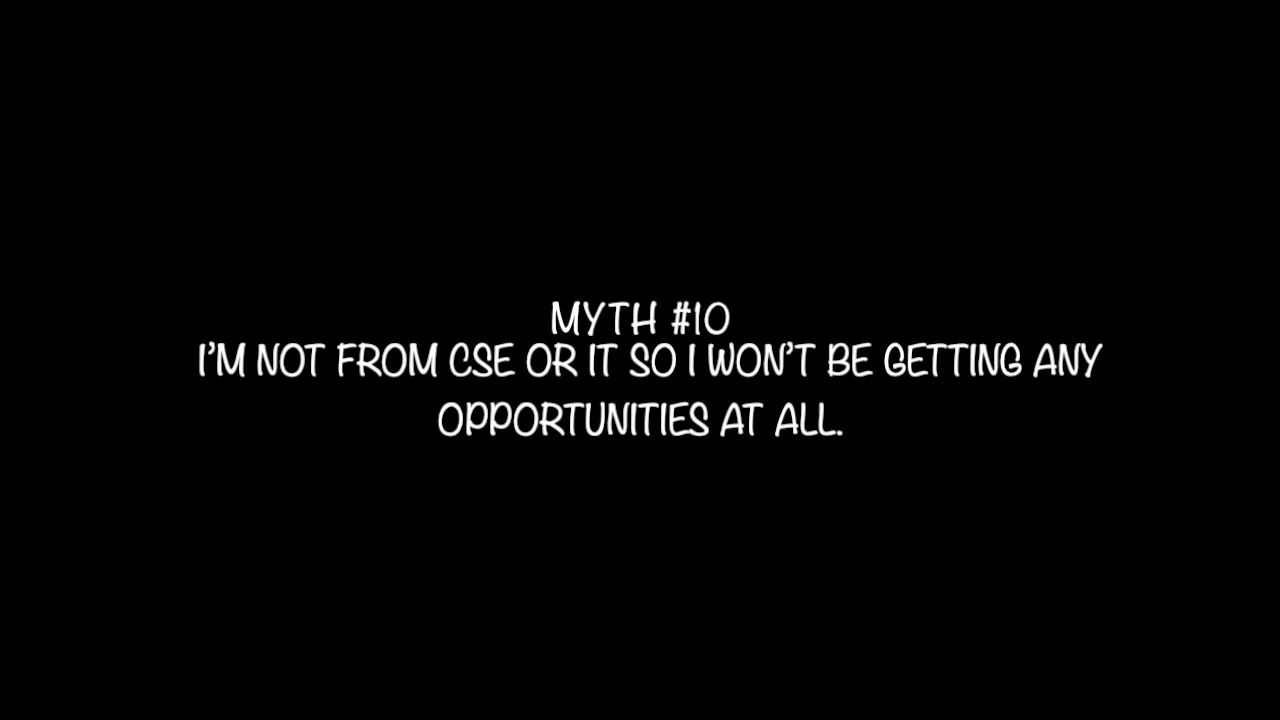 MYTH #10
I'M NOT FROM CSE OR IT SO I WON'T BE GETTING ANY
OPPORTUNITIES AT ALL.